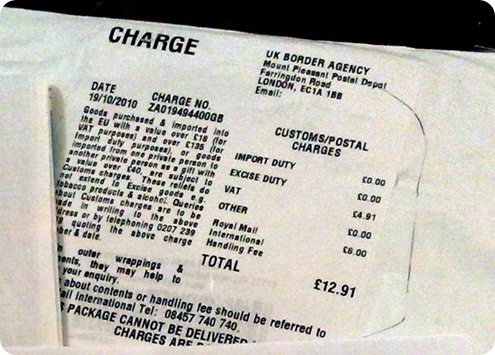 CHARGE
UK BORDER AGENCY
Mount Pleasant Postal Depot
Farringdon Road
LONDON, EC1A 1BB
Email:
DATE CHARGE NO.
19/10/2010 ZA019494400GB
Goods purchased & imported into
the EU with a value over £18 (for
VAT purposes) and over £135 (for
import duty purposes), or goods
imported from one private person to
another private person as a gift with
a value over £40, are subject to
Customs charges. These reliefs do
not extend to Excise goods e.g.
tobacco products & alcohol. Queries
about Customs charges are to be
made in writing to the above
address or by telephoning 0207 239
quoting the above charge
number & date.
outer wrappings &
they may help to
your enquiry.
about contents or handling fee should be referred to
Mail International Tel: 08457 740 740.
PACKAGE CANNOT BE DELIVERED
CHARGES ARE
CUSTOMS/POSTAL
CHARGES
IMPORT DUTY £0.00
EXCISE DUTY £0.00
VAT £4.91
OTHER £0.00
Royal Mail
International
Handling Fee £8.00
TOTAL £12.91